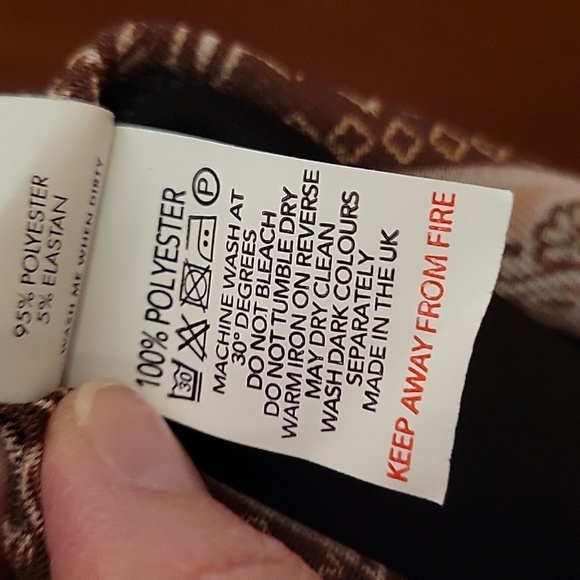 95% POLYESTER
5% ELASTAN
WASH ME WHEN DIRTY
100% POLYESTER
30 P
MACHINE WASH AT
30° DEGREES
DO NOT BLEACH
DO NOT TUMBLE DRY
WARM IRON ON REVERSE
MAY DRY CLEAN
WASH DARK COLOURS
SEPARATELY
MADE IN THE UK
KEEP AWAY FROM FIRE